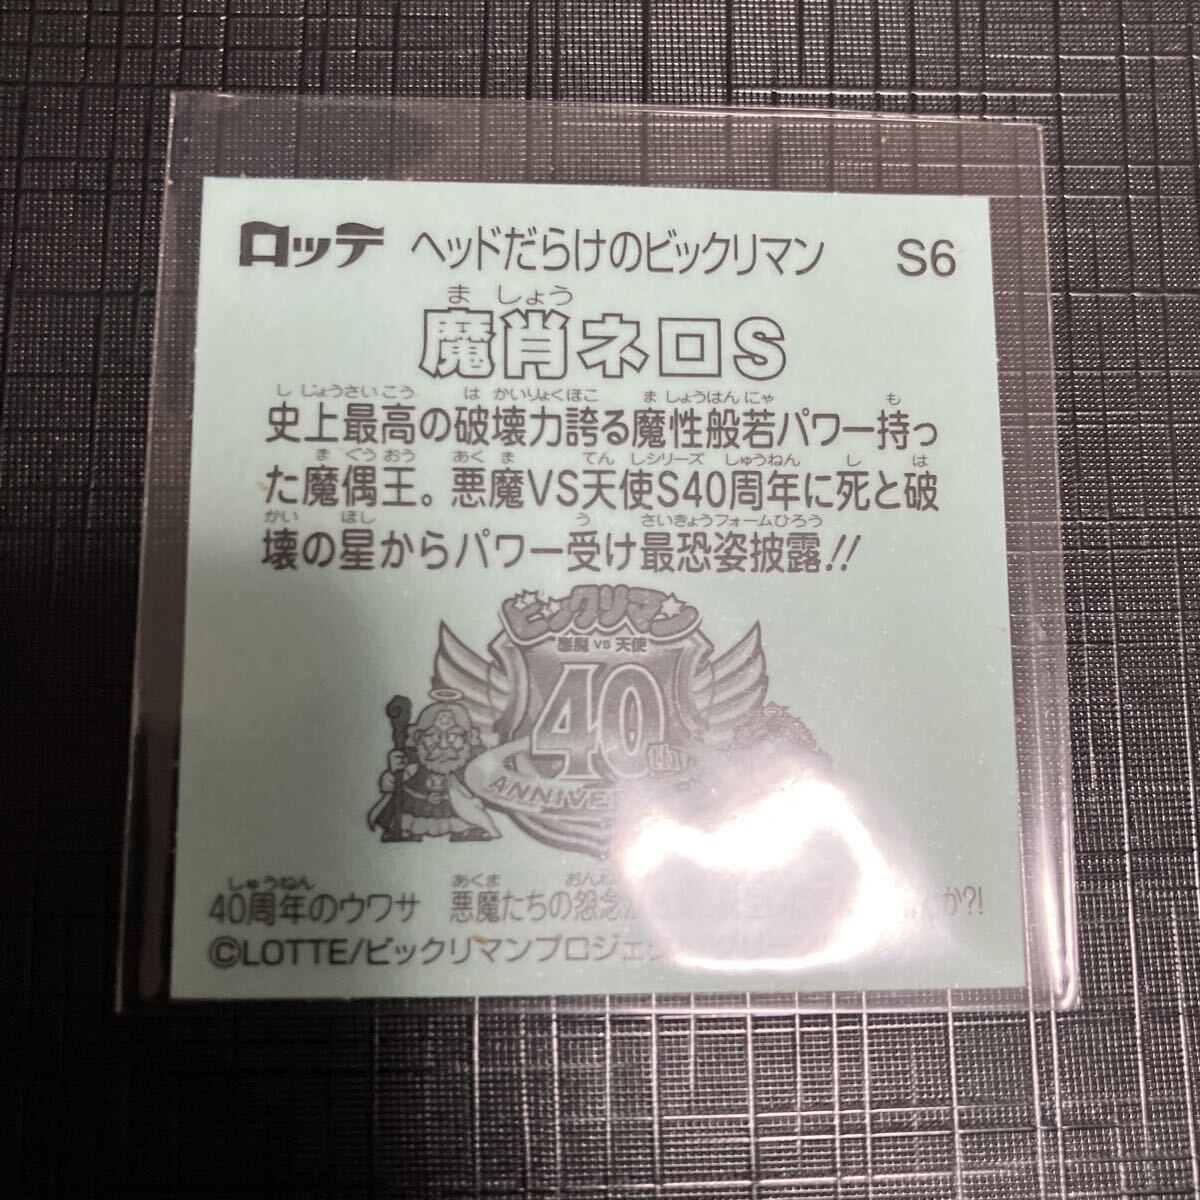 ロッテ ヘッドだらけのビックリマン S6
ま しょう
魔肖ネロS
し じょうさいこう は かいりょくほこ ま しょうはんにゃ も
史上最高の破壊力誇る魔性般若パワー持っ
ま ぐうおう あく ま てん しシリーズ しゅうねん し は
た魔偶王。悪魔VS天使S40周年に死と破
かい ほし う さいきょうフォームひろう
壊の星からパワー受け最恐姿披露!!
ビックリマン
悪魔 VS 天使
40th
しゅうねん あくま
40周年のウワサ 悪魔たちの怨念 か?!
©LOTTE/ビックリマンプロジェ